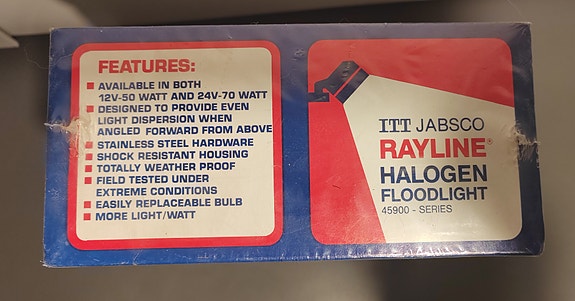 FEATURES:
AVAILABLE IN BOTH
12V-50 WATT AND 24V-70 WATT
DESIGNED TO PROVIDE EVEN
LIGHT DISPERSION WHEN
ANGLED FORWARD FROM ABOVE
STAINLESS STEEL HARDWARE
SHOCK RESISTANT HOUSING
TOTALLY WEATHER PROOF
FIELD TESTED UNDER
EXTREME CONDITIONS
EASILY REPLACEABLE BULB
MORE LIGHT/WATT
ITT JABSCO
RAYLINE®
HALOGEN
FLOODLIGHT
45900 - SERIES